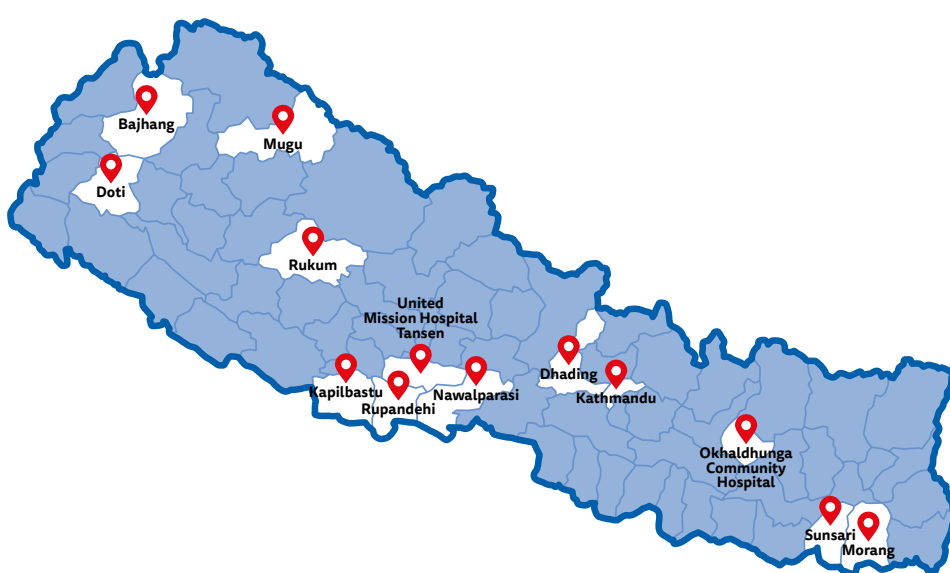 Bajhang
Mugu
Doti
Rukum
United
Mission Hospital
Tansen
Kapilbastu
Rupandehi
Nawalparasi
Dhading
Kathmandu
Okhaldhunga
Community
Hospital
Sunsari
Morang